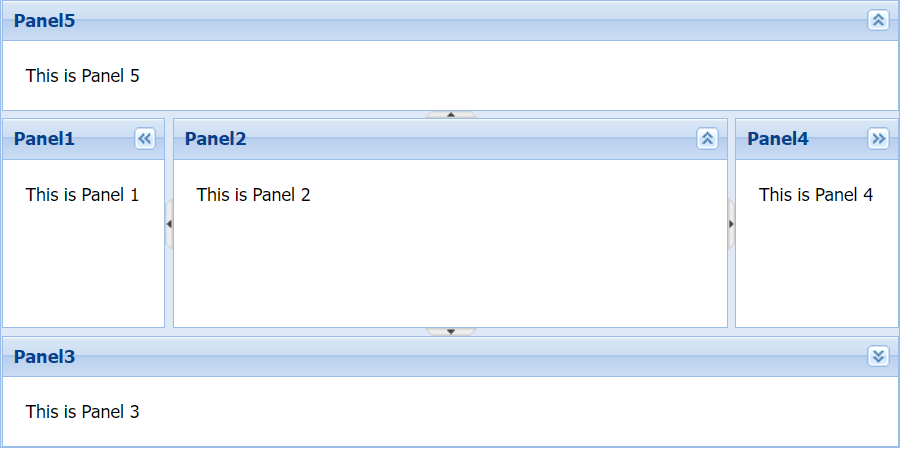 Panel5
This is Panel 5
Panel1
This is Panel 1
Panel2
This is Panel 2
Panel4
This is Panel 4
Panel3
This is Panel 3